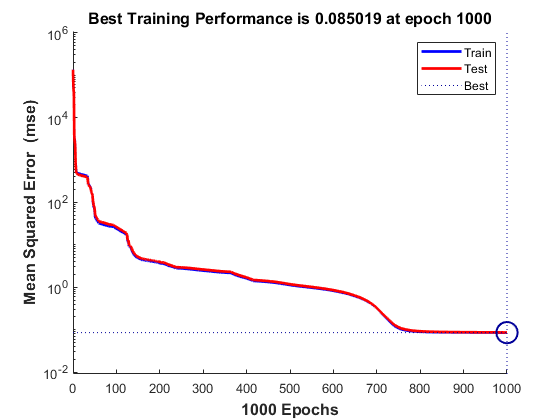 Best Training Performance is 0.085019 at epoch 1000
Mean Squared Error (mse)
10^6
10^4
10^2
10^0
10^-2
Train
Test
Best
0 100 200 300 400 500 600 700 800 900 1000
1000 Epochs